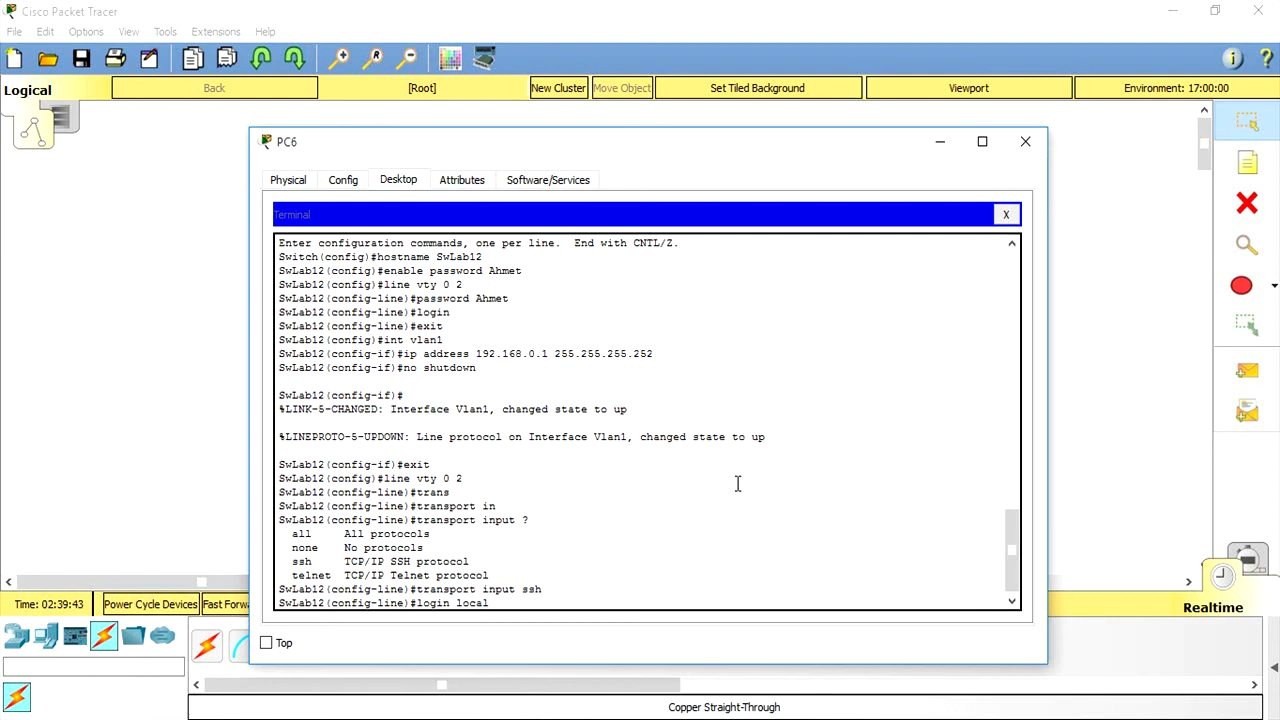 Cisco Packet Tracer
File Edit Options View Tools Extensions Help
Logical Back [Root] New Cluster Move Object Set Tiled Background Viewport Environment: 17:00:00
PC6
Physical Config Desktop Attributes Software/Services
Terminal X
Enter configuration commands, one per line. End with CNTL/Z.
Switch(config)#hostname SwLab12
SwLab12(config)#enable password Ahmet
SwLab12(config)#line vty 0 2
SwLab12(config-line)#password Ahmet
SwLab12(config-line)#login
SwLab12(config-line)#exit
SwLab12(config)#int vlan1
SwLab12(config-if)#ip address 192.168.0.1 255.255.255.252
SwLab12(config-if)#no shutdown
SwLab12(config-if)#
%LINK-5-CHANGED: Interface Vlan1, changed state to up
%LINEPROTO-5-UPDOWN: Line protocol on Interface Vlan1, changed state to up
SwLab12(config-if)#exit
SwLab12(config)#line vty 0 2
SwLab12(config-line)#trans
SwLab12(config-line)#transport in
SwLab12(config-line)#transport input ?
all All protocols
none No protocols
ssh TCP/IP SSH protocol
telnet TCP/IP Telnet protocol
SwLab12(config-line)#transport input ssh
SwLab12(config-line)#login local
Top
Time: 02:39:43 Power Cycle Devices Fast Forw
Realtime
Copper Straight-Through